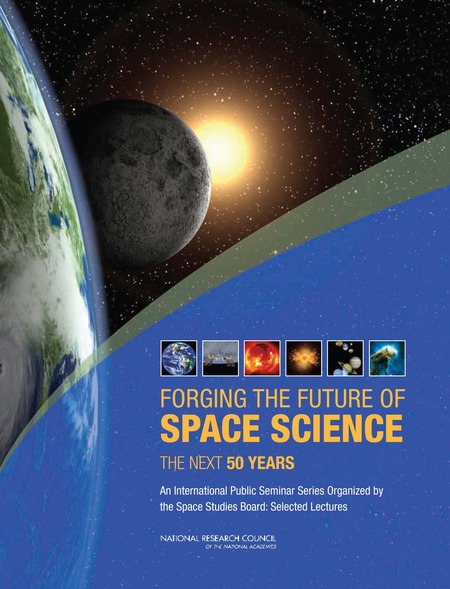 FORGING THE FUTURE OF
SPACE SCIENCE
THE NEXT 50 YEARS
An International Public Seminar Series Organized by
the Space Studies Board: Selected Lectures
NATIONAL RESEARCH COUNCIL
OF THE NATIONAL ACADEMIES